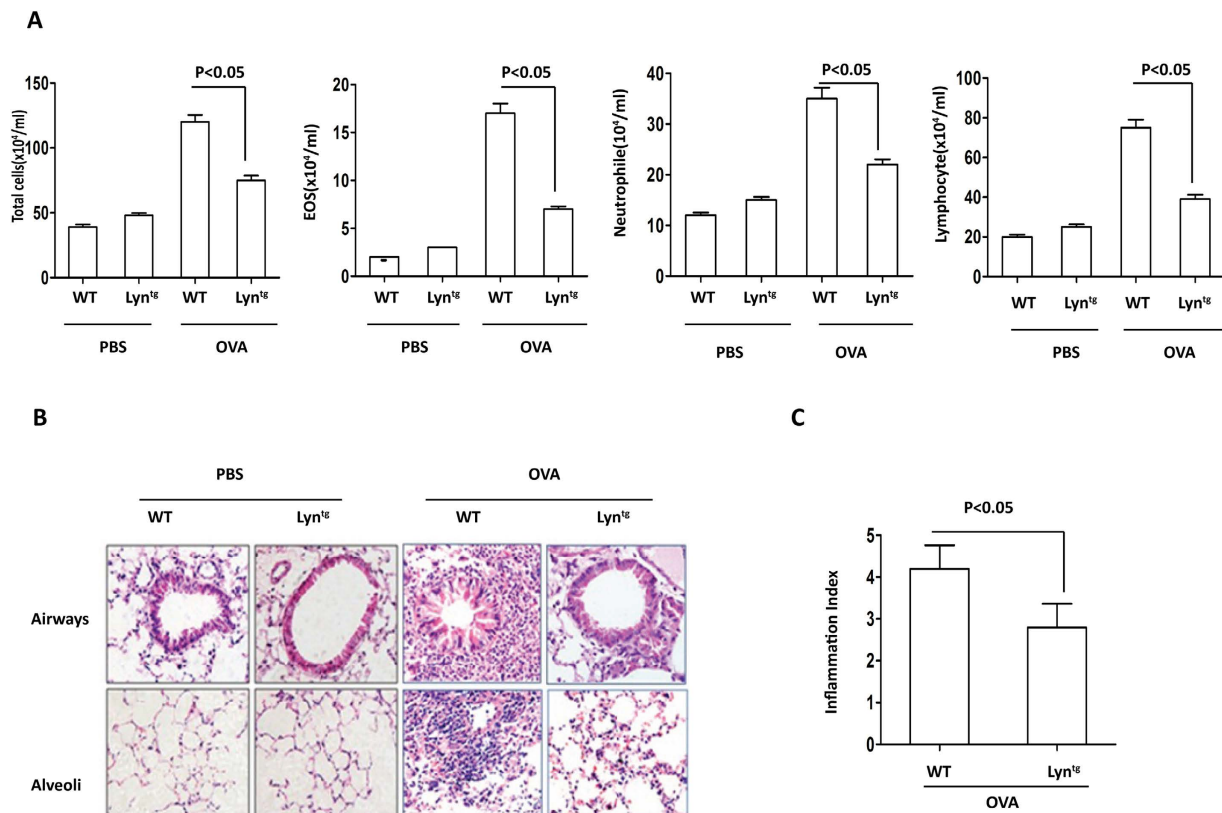 A
Total cells(x10⁴/ml)
150
100
50
0
P<0.05
WT Lynᵗᵍ WT Lynᵗᵍ
PBS OVA
EOS(x10⁴/ml)
20
15
10
5
0
P<0.05
WT Lynᵗᵍ WT Lynᵗᵍ
PBS OVA
Neutrophile(10⁴/ml)
40
30
20
10
0
P<0.05
WT Lynᵗᵍ WT Lynᵗᵍ
PBS OVA
Lymphocyte(x10⁴/ml)
100
80
60
40
20
0
P<0.05
WT Lynᵗᵍ WT Lynᵗᵍ
PBS OVA
B
PBS OVA
WT Lynᵗᵍ WT Lynᵗᵍ
Airways
Alveoli
C
P<0.05
Inflammation Index
5
4
3
2
1
0
WT Lynᵗᵍ
OVA